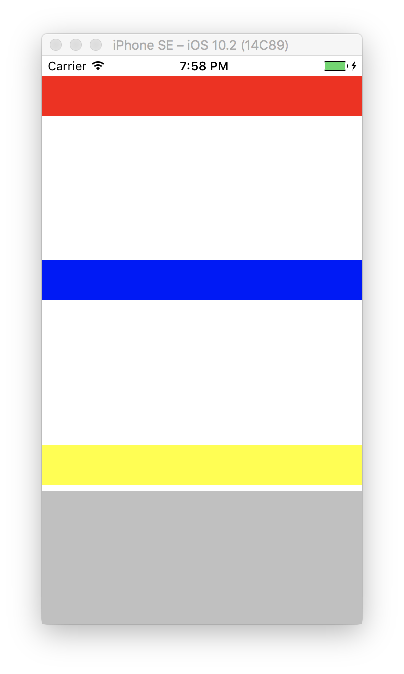 iPhone SE – iOS 10.2 (14C89)
Carrier 7:58 PM